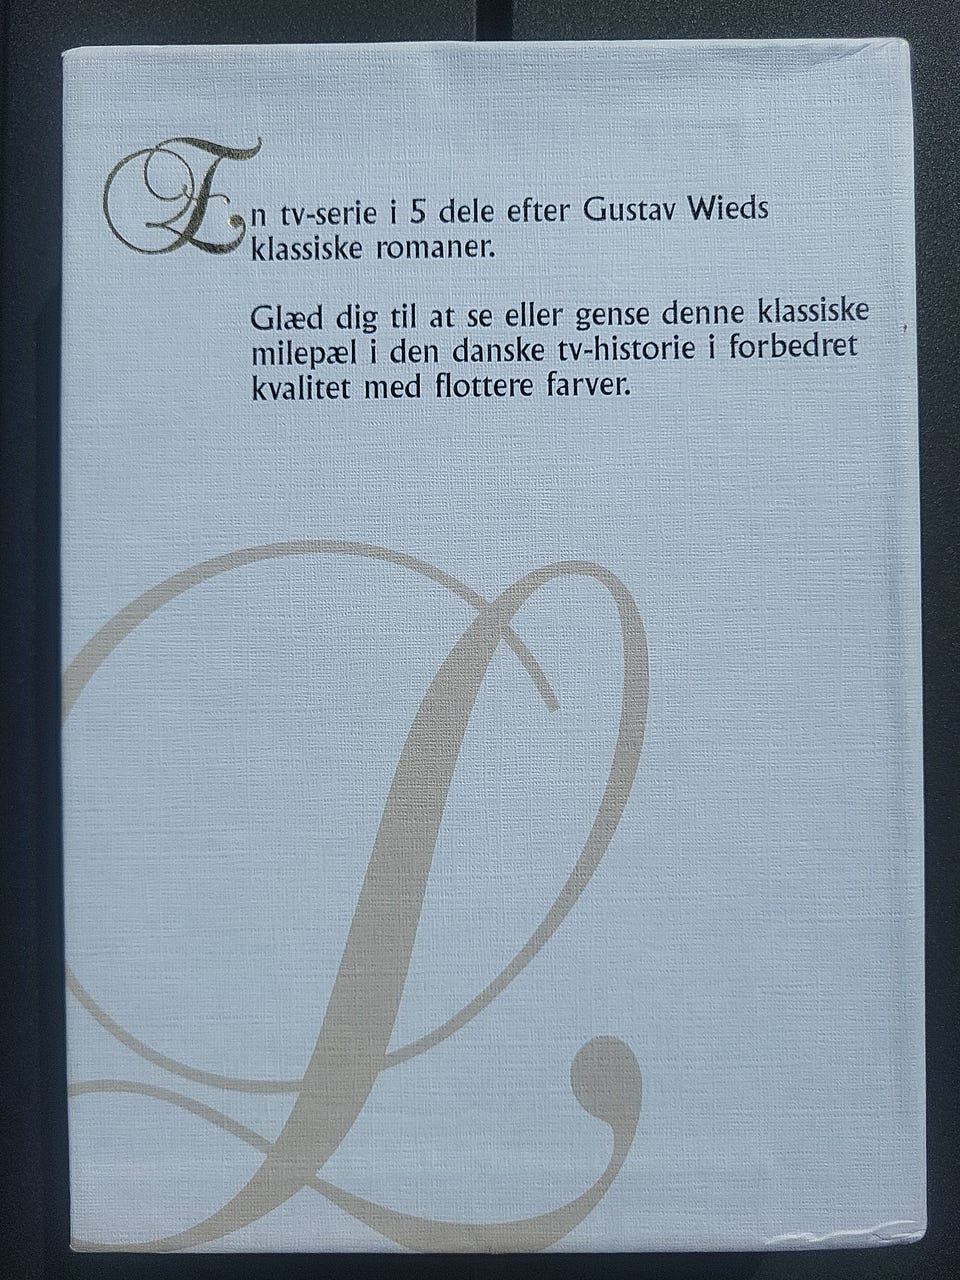 En tv-serie i 5 dele efter Gustav Wieds
klassiske romaner.
Glæd dig til at se eller gense denne klassiske
milepæl i den danske tv-historie i forbedret
kvalitet med flottere farver.
L